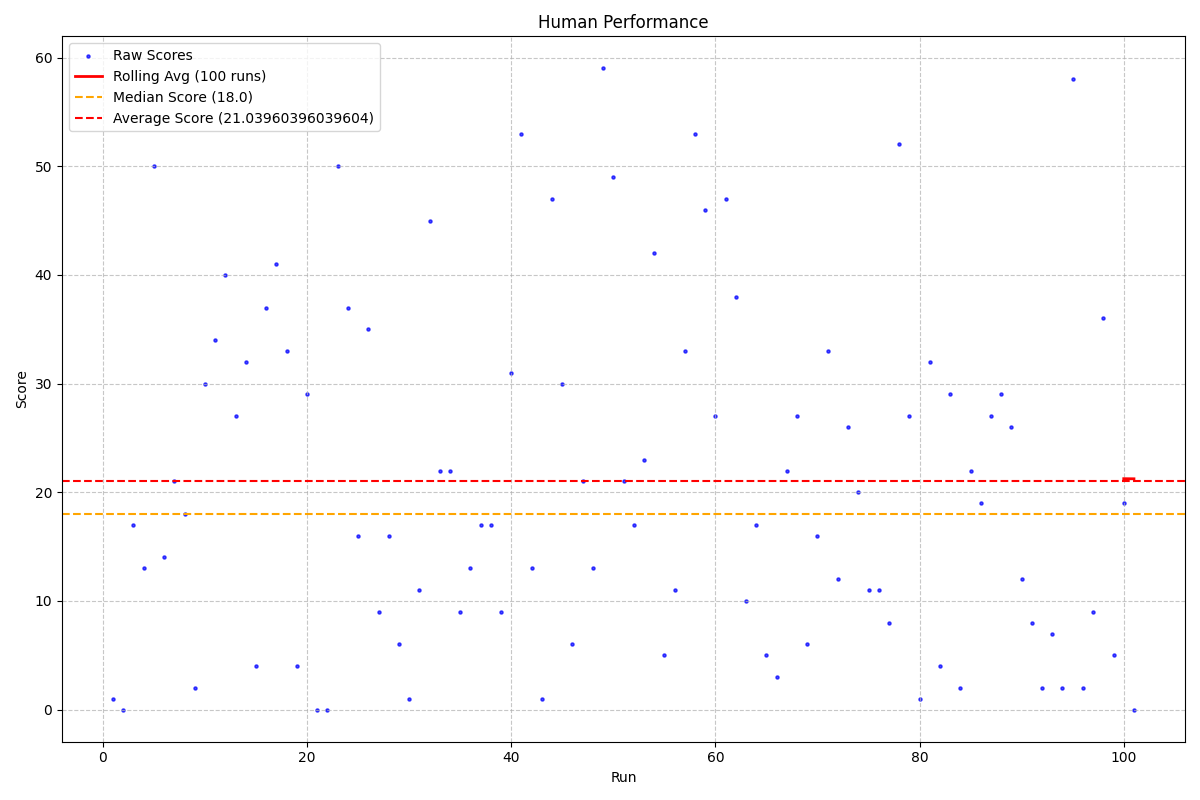 Human Performance
Raw Scores
Rolling Avg (100 runs)
Median Score (18.0)
Average Score (21.03960396039604)
60
50
40
30
20
10
0
Score
0 20 40 60 80 100
Run